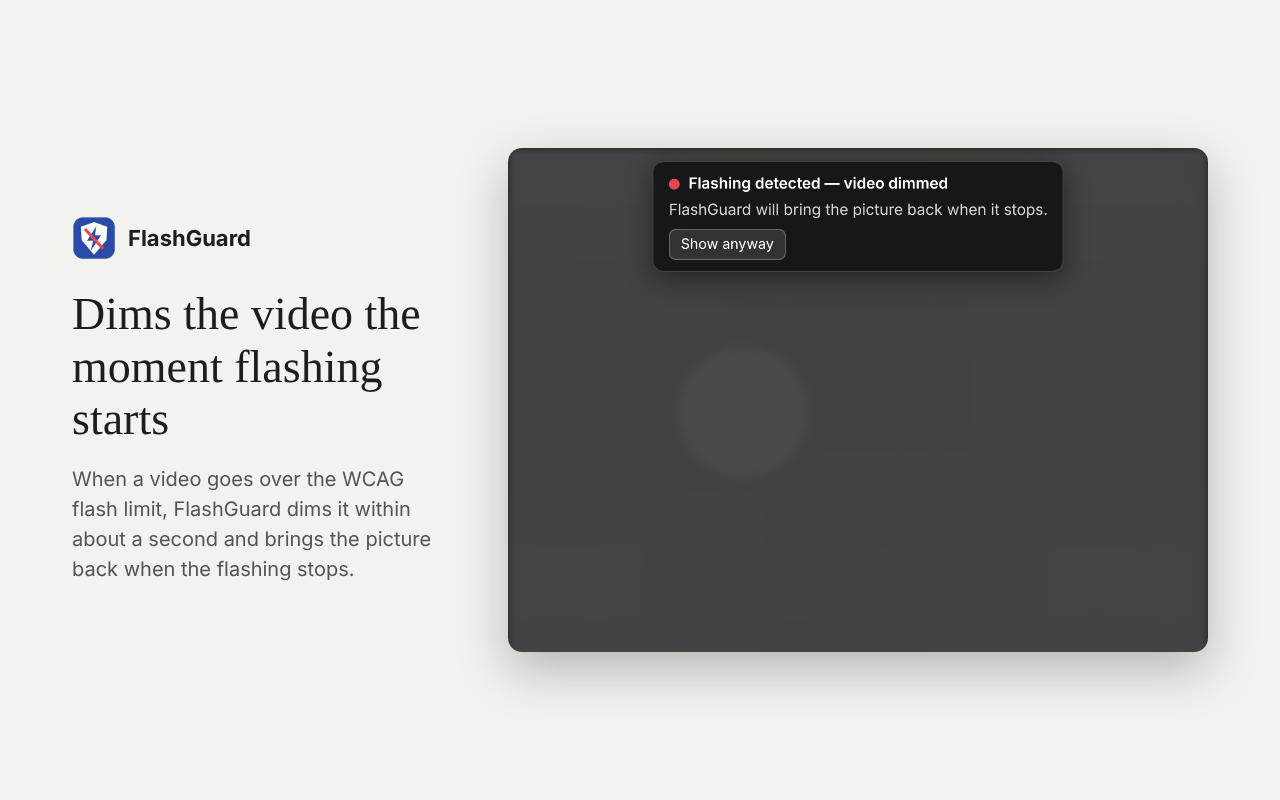 FlashGuard
Dims the video the
moment flashing
starts
When a video goes over the WCAG
flash limit, FlashGuard dims it within
about a second and brings the picture
back when the flashing stops.
Flashing detected — video dimmed
FlashGuard will bring the picture back when it stops.
Show anyway